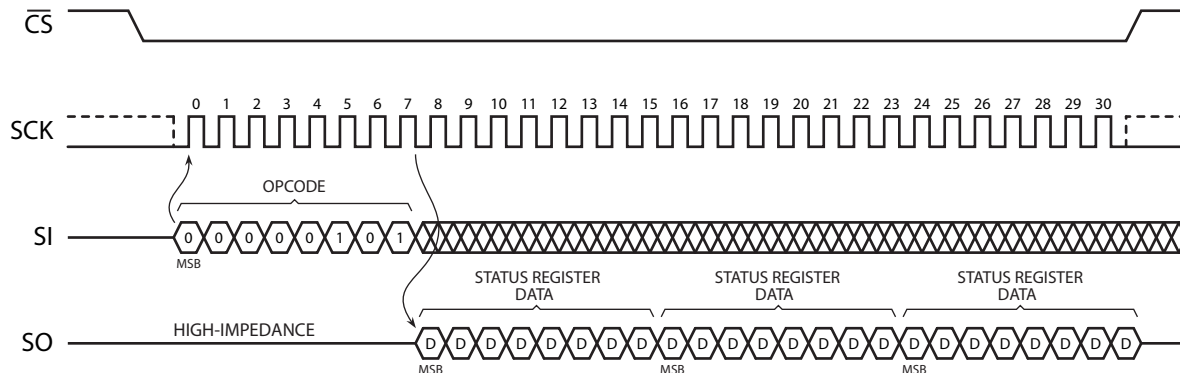 CS
0 1 2 3 4 5 6 7 8 9 10 11 12 13 14 15 16 17 18 19 20 21 22 23 24 25 26 27 28 29 30
SCK
OPCODE
SI 0 0 0 0 0 1 0 1
MSB
STATUS REGISTER DATA STATUS REGISTER DATA STATUS REGISTER DATA
HIGH-IMPEDANCE
SO D D D D D D D D D D D D D D D D D D D D D D D D
MSB MSB MSB